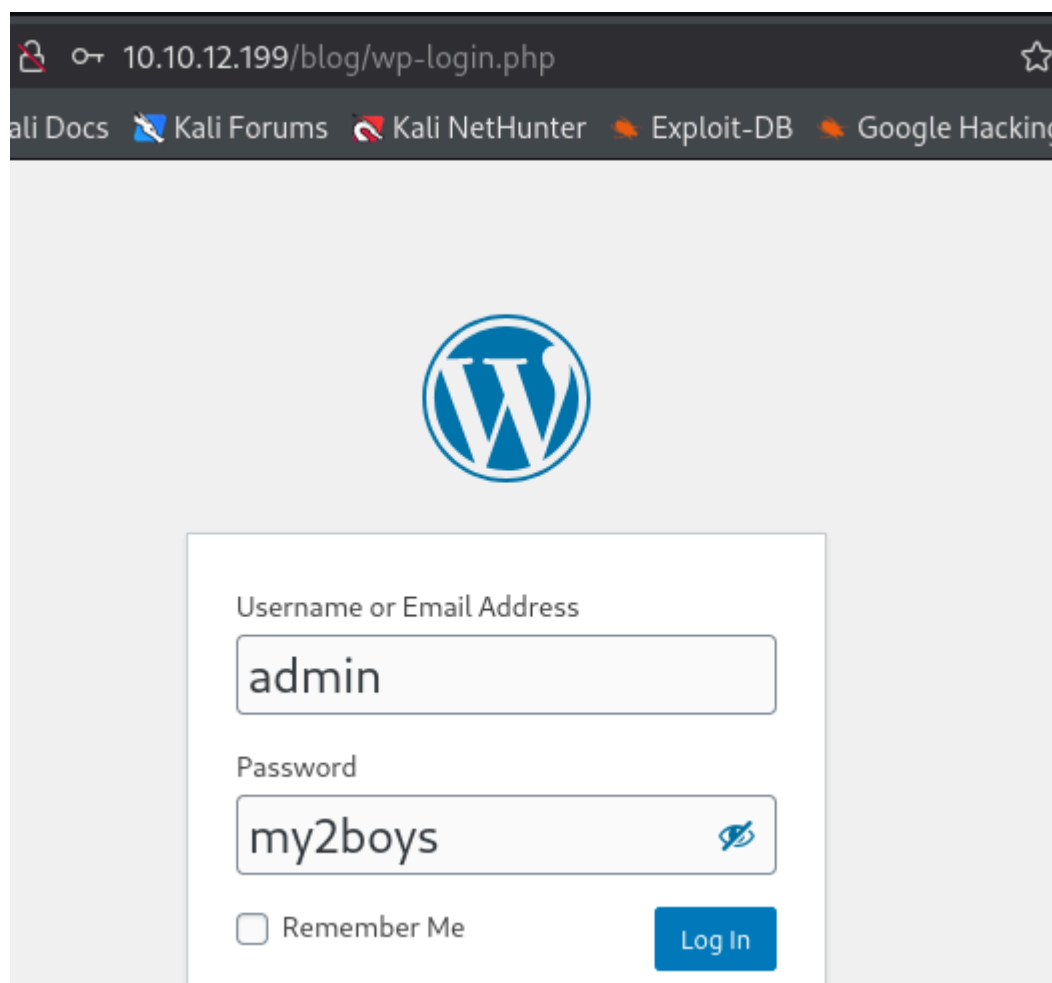 10.10.12.199/blog/wp-login.php
ali Docs Kali Forums Kali NetHunter Exploit-DB Google Hacking
Username or Email Address
admin
Password
my2boys
Remember Me Log In